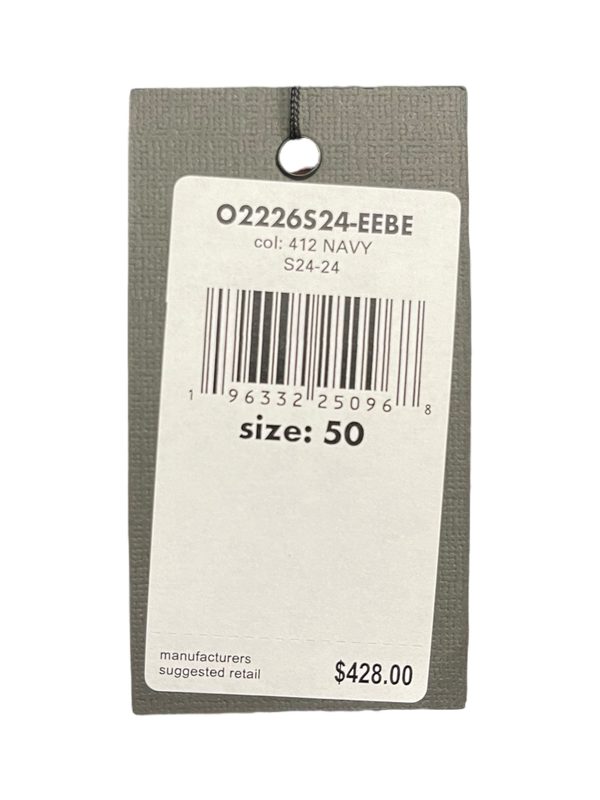 O2226S24-EEBE
col: 412 NAVY
S24-24
1 96332 25096 8
size: 50
manufacturers
suggested retail
$428.00